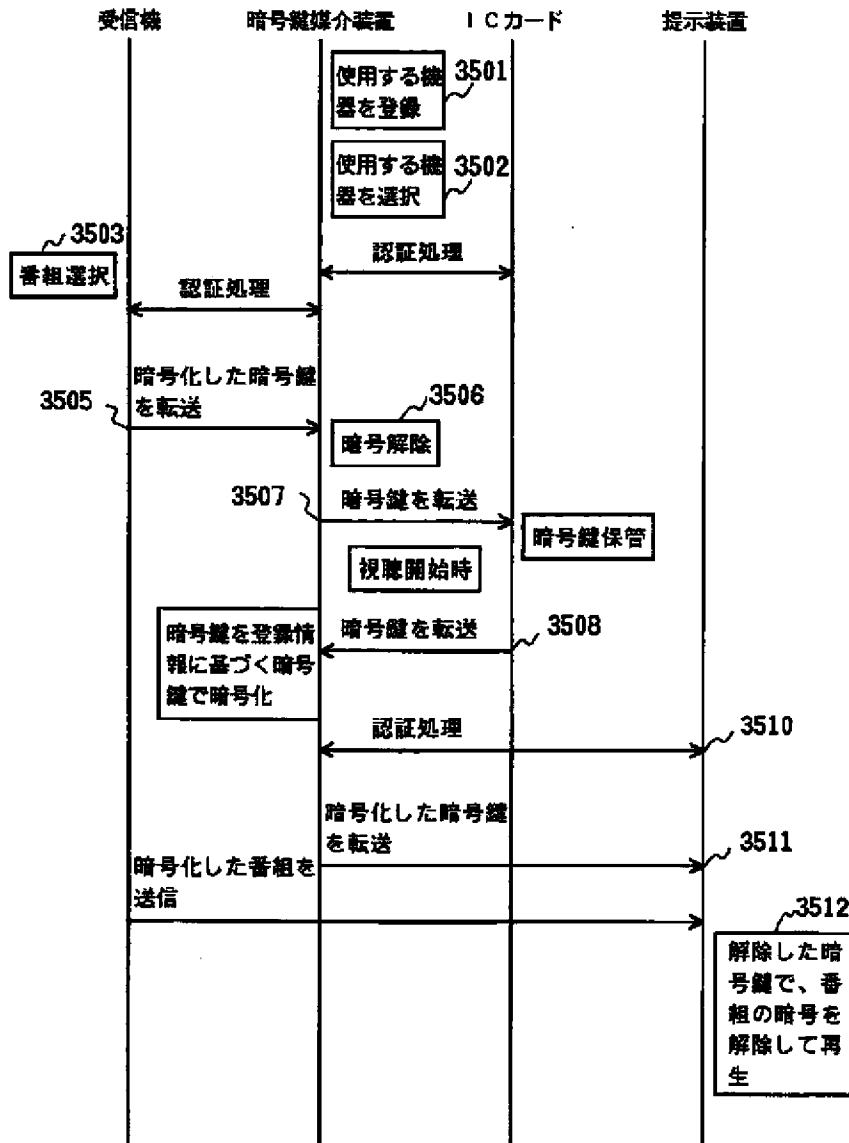 受信機
暗号鍵媒介装置
ICカード
提示装置
使用する機
器を登録
3501
使用する機
器を選択
3502
3503
番組選択
認証処理
認証処理
暗号化した暗号鍵
を転送
3505
3506
暗号解除
3507
暗号鍵を転送
暗号鍵保管
視聴開始時
暗号鍵を登録情
報に基づく暗号
鍵で暗号化
暗号鍵を転送
3508
認証処理
3510
暗号化した暗号鍵
を転送
3511
暗号化した番組を
送信
3512
解除した暗
号鍵で、番
組の暗号を
解除して再
生